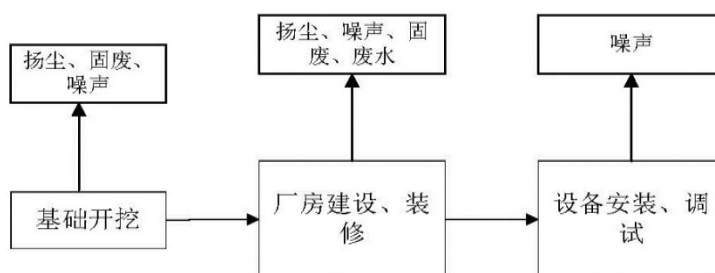 扬尘、固废、
噪声
扬尘、噪声、固
废、废水
噪声
基础开挖
厂房建设、装
修
设备安装、调
试